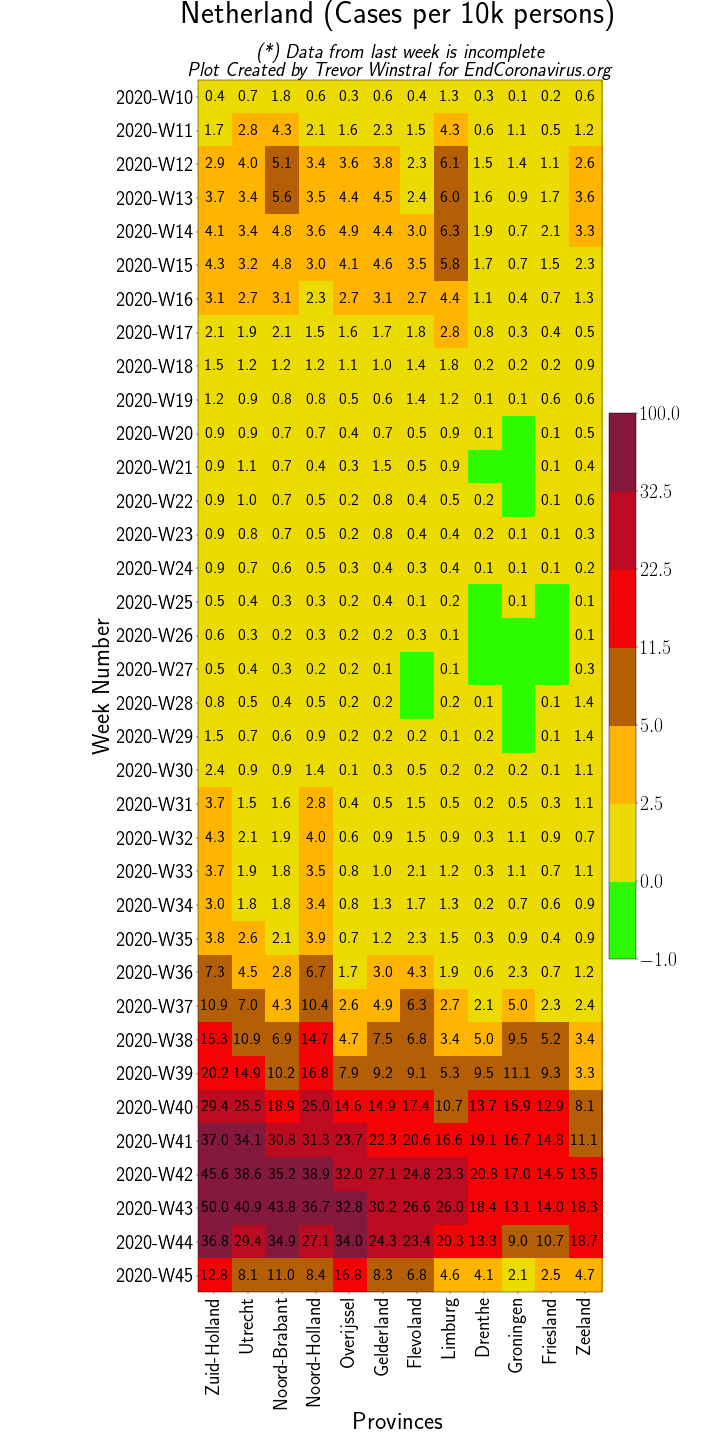 Netherland (Cases per 10k persons)
(*) Data from last week is incomplete
Plot Created by Trevor Winstral for EndCoronavirus.org
2020-W10 0.4 0.7 1.8 0.6 0.3 0.6 0.4 1.3 0.3 0.1 0.2 0.6
2020-W11 1.7 2.8 4.3 2.1 1.6 2.3 1.5 4.3 0.6 1.1 0.5 1.2
2020-W12 2.9 4.0 5.1 3.4 3.6 3.8 2.3 6.1 1.5 1.4 1.1 2.6
2020-W13 3.7 3.4 5.6 3.5 4.4 4.5 2.4 6.0 1.6 0.9 1.7 3.6
2020-W14 4.1 3.4 4.8 3.6 4.9 4.4 3.0 6.3 1.9 0.7 2.1 3.3
2020-W15 4.3 3.2 4.8 3.0 4.1 4.6 3.5 5.8 1.7 0.7 1.5 2.3
2020-W16 3.1 2.7 3.1 2.3 2.7 3.1 2.7 4.4 1.1 0.4 0.7 1.3
2020-W17 2.1 1.9 2.1 1.5 1.6 1.7 1.8 2.8 0.8 0.3 0.4 0.5
2020-W18 1.5 1.2 1.2 1.2 1.1 1.0 1.4 1.8 0.2 0.2 0.2 0.9
2020-W19 1.2 0.9 0.8 0.8 0.5 0.6 1.4 1.2 0.1 0.1 0.6 0.6
2020-W20 0.9 0.9 0.7 0.7 0.4 0.7 0.5 0.9 0.1 0.1 0.5
2020-W21 0.9 1.1 0.7 0.4 0.3 1.5 0.5 0.9 0.1 0.4
2020-W22 0.9 1.0 0.7 0.5 0.2 0.8 0.4 0.5 0.2 0.1 0.6
2020-W23 0.9 0.8 0.7 0.5 0.2 0.8 0.4 0.4 0.2 0.1 0.1 0.3
2020-W24 0.9 0.7 0.6 0.5 0.3 0.4 0.3 0.4 0.1 0.1 0.1 0.2
2020-W25 0.5 0.4 0.3 0.3 0.2 0.4 0.1 0.2 0.1 0.1
2020-W26 0.6 0.3 0.2 0.3 0.2 0.2 0.3 0.1 0.1
2020-W27 0.5 0.4 0.3 0.2 0.2 0.1 0.1 0.3
2020-W28 0.8 0.5 0.4 0.5 0.2 0.2 0.2 0.1 0.1 1.4
2020-W29 1.5 0.7 0.6 0.9 0.2 0.2 0.2 0.1 0.2 0.1 1.4
2020-W30 2.4 0.9 0.9 1.4 0.1 0.3 0.5 0.2 0.2 0.2 0.1 1.1
2020-W31 3.7 1.5 1.6 2.8 0.4 0.5 1.5 0.5 0.2 0.5 0.3 1.1
2020-W32 4.3 2.1 1.9 4.0 0.6 0.9 1.5 0.9 0.3 1.1 0.9 0.7
2020-W33 3.7 1.9 1.8 3.5 0.8 1.0 2.1 1.2 0.3 1.1 0.7 1.1
2020-W34 3.0 1.8 1.8 3.4 0.8 1.3 1.7 1.3 0.2 0.7 0.6 0.9
2020-W35 3.8 2.6 2.1 3.9 0.7 1.2 2.3 1.5 0.3 0.9 0.4 0.9
2020-W36 7.3 4.5 2.8 6.7 1.7 3.0 4.3 1.9 0.6 2.3 0.7 1.2
2020-W37 10.9 7.0 4.3 10.4 2.6 4.9 6.3 2.7 2.1 5.0 2.3 2.4
2020-W38 15.3 10.9 6.9 14.7 4.7 7.5 6.8 3.4 5.0 9.5 5.2 3.4
2020-W39 20.2 14.9 10.2 16.8 7.9 9.2 9.1 5.3 9.5 11.1 9.3 3.3
2020-W40 29.4 25.5 18.9 25.0 14.6 14.9 17.4 10.7 13.7 15.9 12.9 8.1
2020-W41 37.0 34.1 30.8 31.3 23.7 22.3 20.6 16.6 19.1 16.7 14.8 11.1
2020-W42 45.6 38.6 35.2 38.9 32.0 27.1 24.8 23.3 20.8 17.0 14.5 13.5
2020-W43 50.0 40.9 43.8 36.7 32.8 30.2 26.6 26.0 18.4 13.1 14.0 18.3
2020-W44 36.8 29.4 34.9 27.1 34.0 24.3 23.4 20.3 13.3 9.0 10.7 18.7
2020-W45 12.8 8.1 11.0 8.4 16.8 8.3 6.8 4.6 4.1 2.1 2.5 4.7
Week Number
Zuid-Holland
Utrecht
Noord-Brabant
Noord-Holland
Overijssel
Gelderland
Flevoland
Limburg
Drenthe
Groningen
Friesland
Zeeland
Provinces
100.0
32.5
22.5
11.5
5.0
2.5
0.0
−1.0